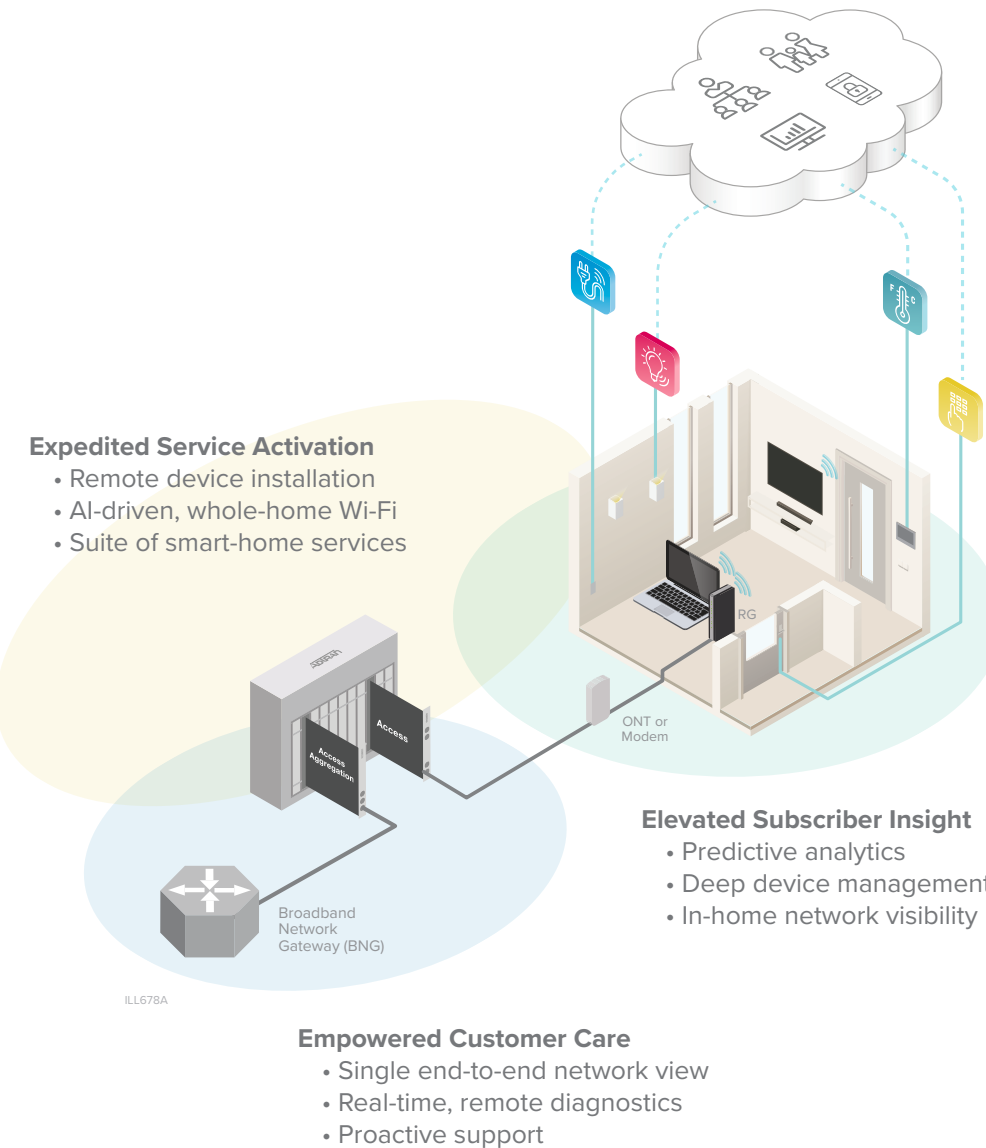 F C
Expedited Service Activation
• Remote device installation
• AI-driven, whole-home Wi-Fi
• Suite of smart-home services
RG
ADTRAN
Access
Access
Aggregation
ONT or
Modem
Elevated Subscriber Insight
• Predictive analytics
• Deep device management
• In-home network visibility
Broadband
Network
Gateway (BNG)
ILL678A
Empowered Customer Care
• Single end-to-end network view
• Real-time, remote diagnostics
• Proactive support